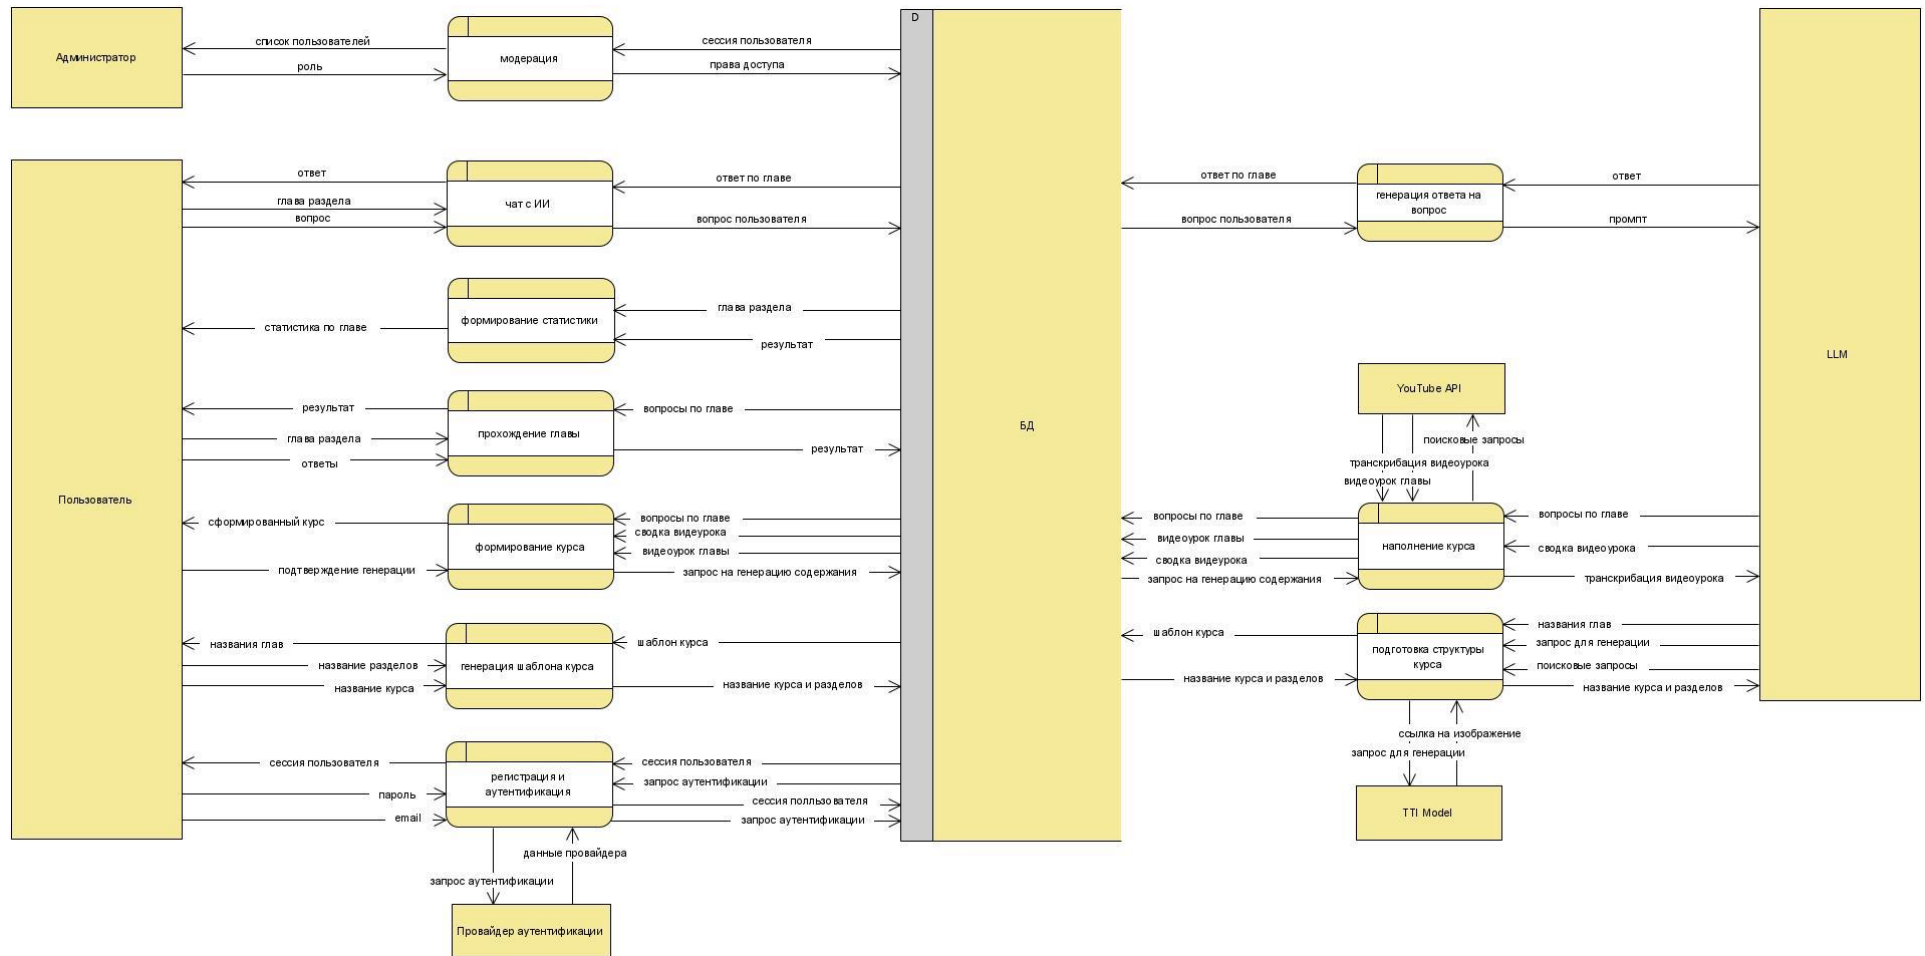 D
Администратор
список пользователей
роль
модерация
сессия пользователя
права доступа
Пользователь
ответ
глава раздела
вопрос
чат с ИИ
ответ по главе
вопрос пользователя
БД
ответ по главе
вопрос пользователя
генерация ответа на
вопрос
ответ
промпт
LLM
статистика по главе
формирование статистики
глава раздела
результат
результат
глава раздела
ответы
прохождение главы
вопросы по главе
результат
YouTube API
поисковые запросы
транскрибация видеоурока
видеоурок главы
сформированный курс
подтверждение генерации
формирование курса
вопросы по главе
сводка видеурока
видеоурок главы
запрос на генерацию содержания
вопросы по главе
видеоурок главы
сводка видеурока
запрос на генерацию содержания
наполнение курса
вопросы по главе
сводка видеоурока
транскрибация видеоурока
названия глав
название разделов
название курса
генерация шаблона курса
шаблон курса
название курса и разделов
шаблон курса
название курса и разделов
подготовка структуры
курса
названия глав
запрос для генерации
поисковые запросы
название курса и разделов
ссылка на изображение
запрос для генерации
TTI Model
сессия пользователя
пароль
email
регистрация и
аутентификация
сессия пользователя
запрос аутентификации
сессия полльзователя
запрос аутентификации
данные провайдера
запрос аутентификации
Провайдер аутентификации